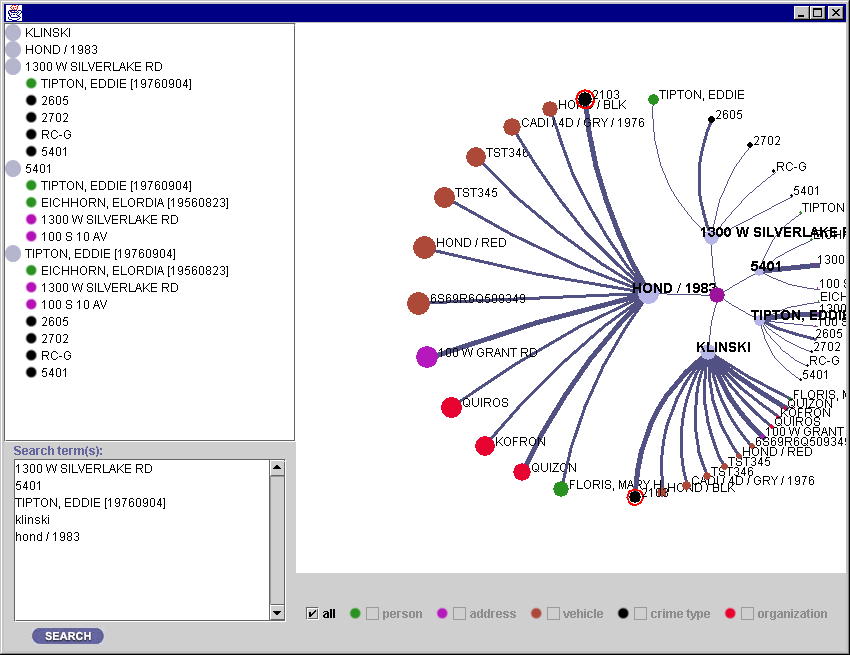 KLINSKI
HOND / 1983
1300 W SILVERLAKE RD
TIPTON, EDDIE [19760904]
2605
2702
RC-G
5401
5401
TIPTON, EDDIE [19760904]
EICHHORN, ELORDIA [19560823]
1300 W SILVERLAKE RD
100 S 10 AV
TIPTON, EDDIE [19760904]
EICHHORN, ELORDIA [19560823]
1300 W SILVERLAKE RD
100 S 10 AV
2605
2702
RC-G
5401
Search term(s):
1300 W SILVERLAKE RD
5401
TIPTON, EDDIE [19760904]
klinski
hond / 1983
SEARCH
2103
HOND / BLK
CADI / 4D / GRY / 1976
TST346
TST345
HOND / RED
6S69R6Q509349
100 W GRANT RD
QUIROS
KOFRON
QUIZON
FLORIS, MARY H
HOND / 1983
TIPTON, EDDIE
2605
2702
RC-G
5401
1300 W SILVERLAKE R
TIPTON
5401
1300
100 S
EICH
1300
TIPTON, EDDIE
100 S
2605
2702
RC-G
5401
KLINSKI
FLORIS, M
QUIZON
KOFRON
QUIROS
100 W GRANT
6S69R6Q509349
HOND / RED
TST345
TST346
CADI / 4D / GRY / 1976
HOND / BLK
2103
all person address vehicle crime type organization